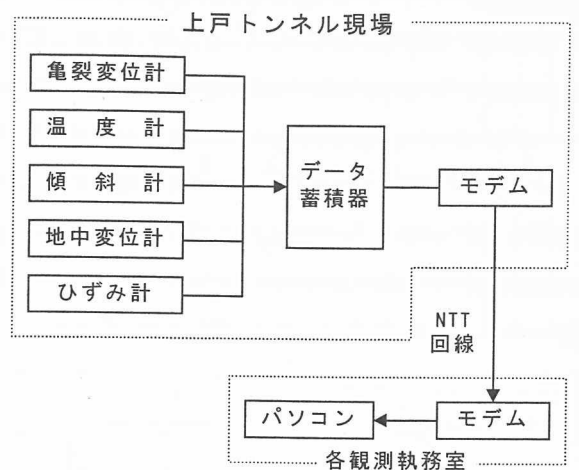 上戸トンネル現場
亀裂変位計
温度計
傾斜計
地中変位計
ひずみ計
データ
蓄積器
モデム
NTT
回線
パソコン
モデム
各観測執務室